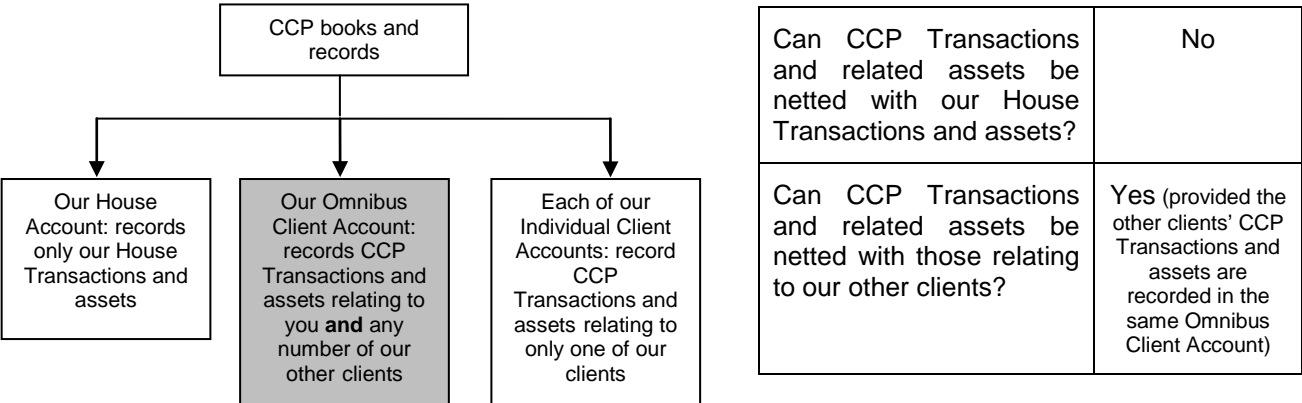 CCP books and
records
Our House
Account: records
only our House
Transactions and
assets
Our Omnibus
Client Account:
records CCP
Transactions and
assets relating to
you and any
number of our
other clients
Each of our
Individual Client
Accounts: record
CCP
Transactions and
assets relating to
only one of our
clients
Can CCP Transactions
and related assets be
netted with our House
Transactions and assets?
No
Can CCP Transactions
and related assets be
netted with those relating
to our other clients?
Yes (provided the
other clients’ CCP
Transactions and
assets are
recorded in the
same Omnibus
Client Account)